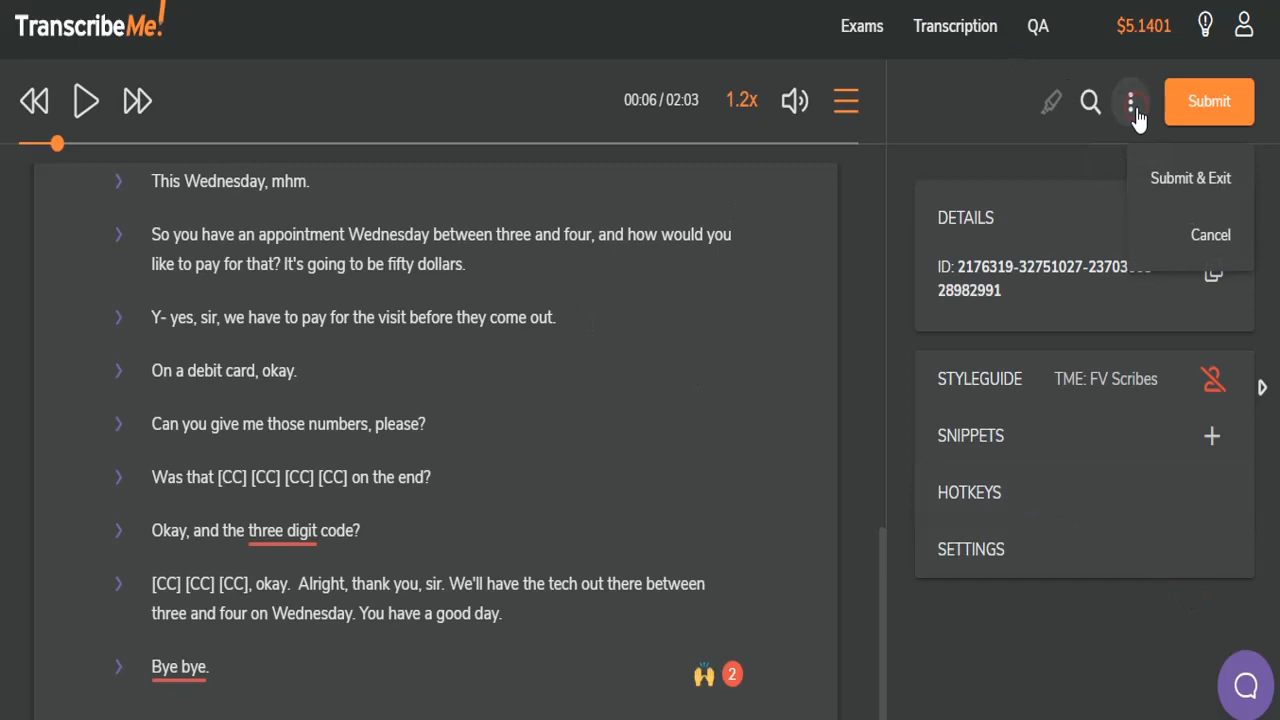 TranscribeMe!
Exams Transcription QA $5.1401
00:06 / 02:03 1.2x
Submit
Submit & Exit
Cancel
This Wednesday, mhm.
So you have an appointment Wednesday between three and four, and how would you
like to pay for that? It's going to be fifty dollars.
Y- yes, sir, we have to pay for the visit before they come out.
On a debit card, okay.
Can you give me those numbers, please?
Was that [CC] [CC] [CC] [CC] on the end?
Okay, and the three digit code?
[CC] [CC] [CC], okay.  Alright, thank you, sir. We'll have the tech out there between
three and four on Wednesday. You have a good day.
Bye bye.
2
DETAILS
ID: 2176319-32751027-23703
28982991
STYLEGUIDE TME: FV Scribes
SNIPPETS
HOTKEYS
SETTINGS